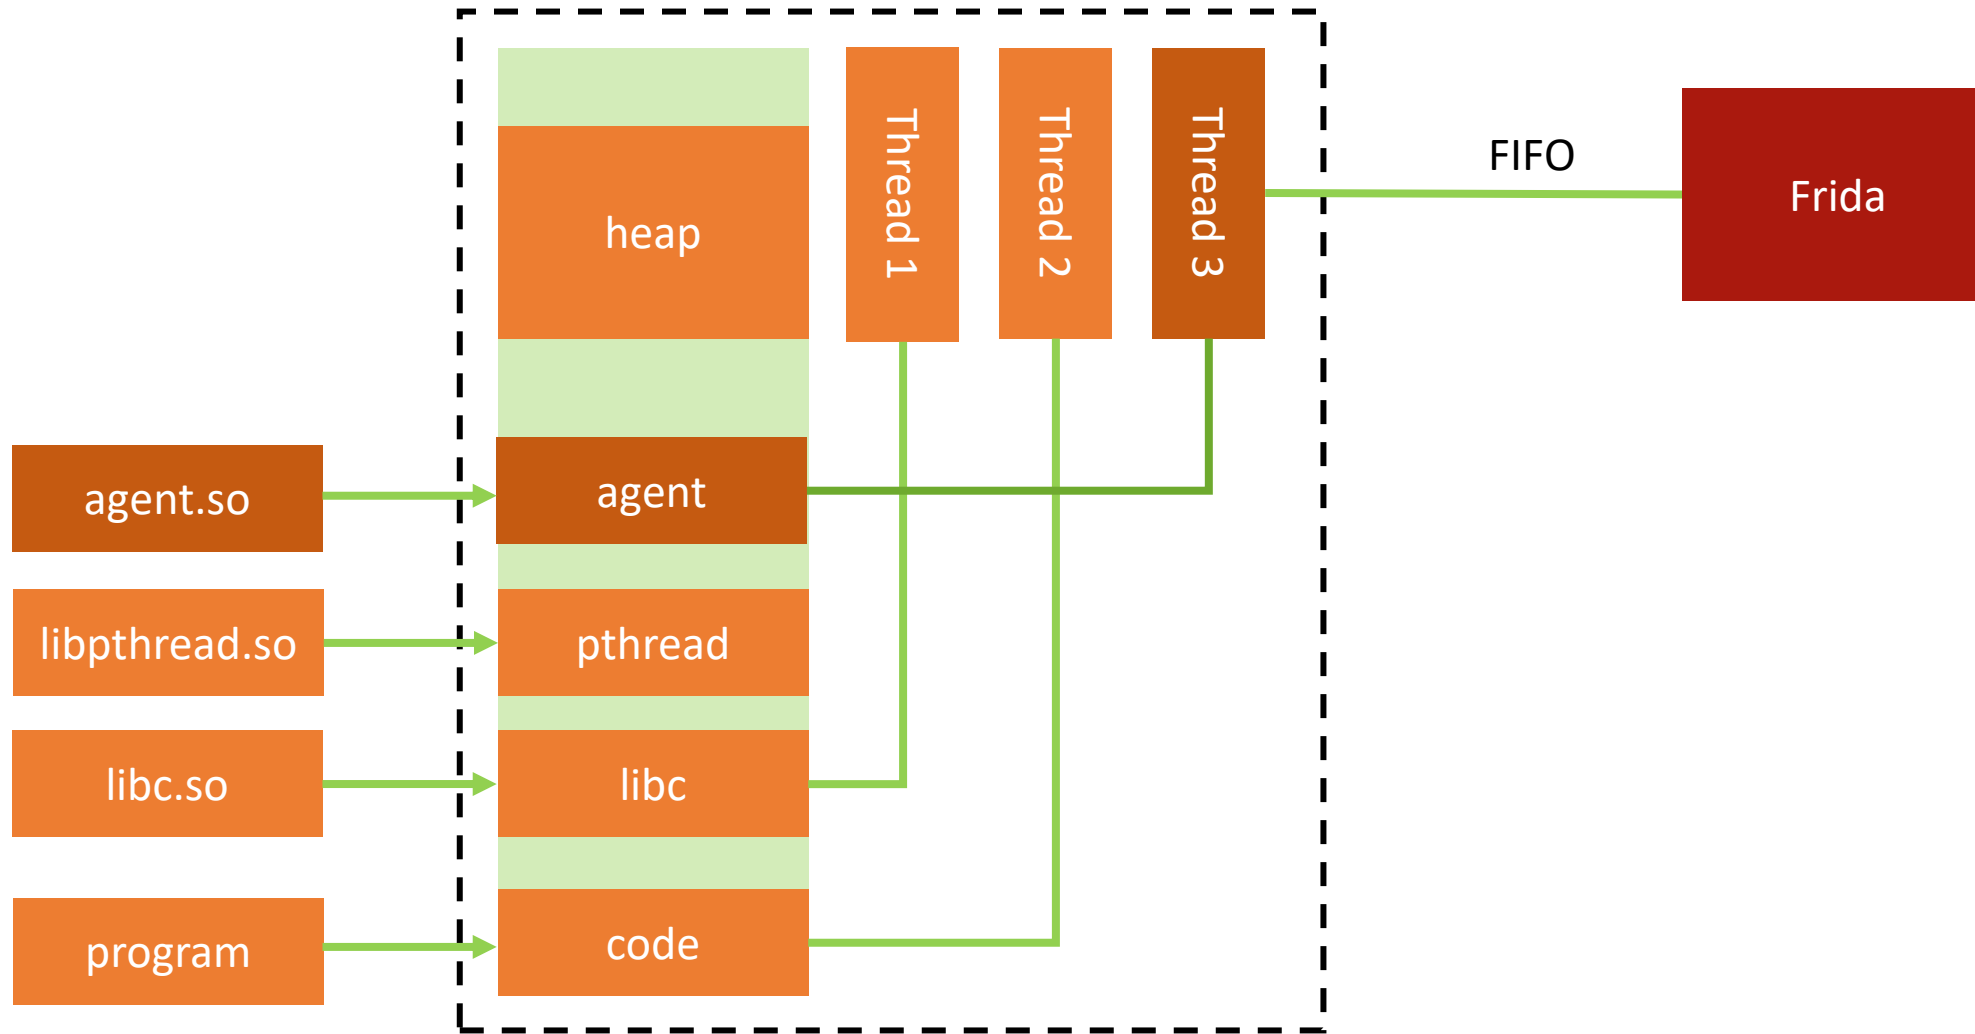 heap
Thread 1
Thread 2
Thread 3
FIFO
Frida
agent.so
agent
libpthread.so
pthread
libc.so
libc
program
code